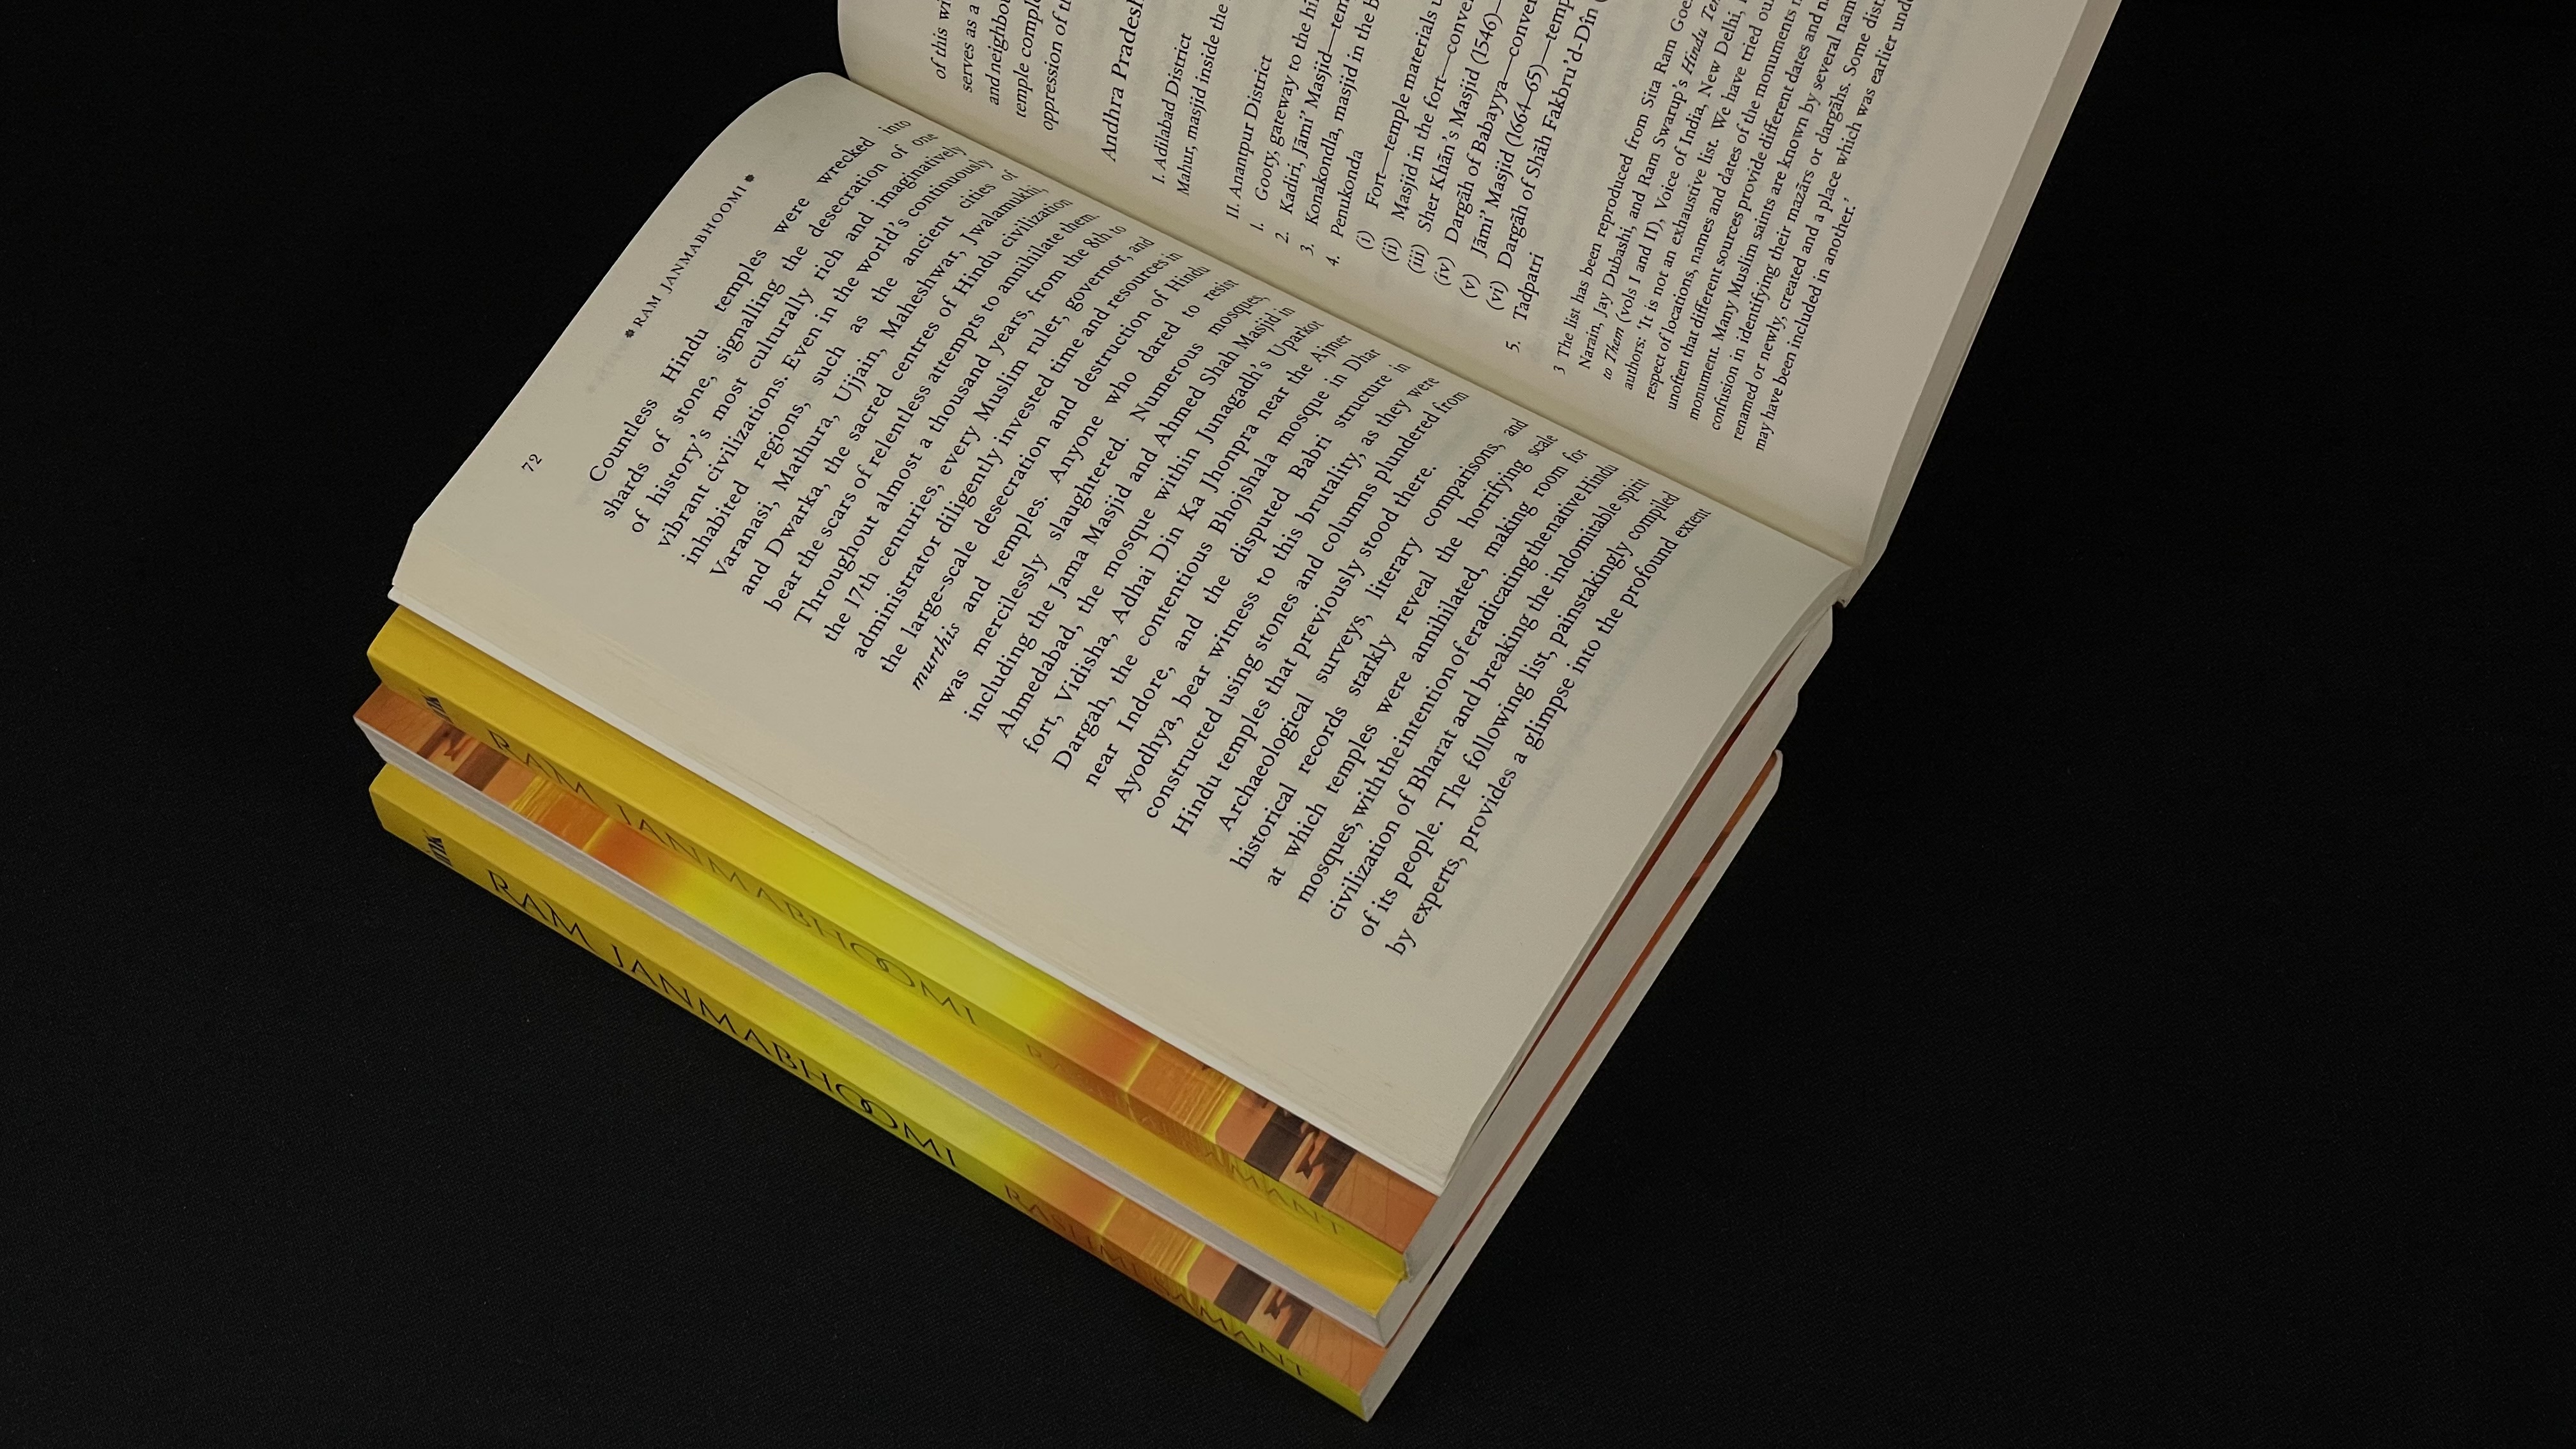 72
RAM JANMABHOOMI
Countless Hindu temples were wrecked into
shards of stone, signalling the desecration of one
of history's most culturally rich and imaginatively
vibrant civilizations. Even in the world's continuously
inhabited regions, such as the ancient cities of
Varanasi, Mathura, Ujjain, Maheshwar, Jwalamukhi,
and Dwarka, the sacred centres of Hindu civilization
bear the scars of relentless attempts to annihilate them.
Throughout almost a thousand years, from the 8th to
the 17th centuries, every Muslim ruler, governor, and
administrator diligently invested time and resources in
the large-scale desecration and destruction of Hindu
murthis and temples. Anyone who dared to resist
was mercilessly slaughtered. Numerous mosques,
including the Jama Masjid and Ahmed Shah Masjid in
Ahmedabad, the mosque within Junagadh's Uparkot
fort, Vidisha, Adhai Din Ka Jhonpra near the Ajmer
Dargah, the contentious Bhojshala mosque in Dhar
near Indore, and the disputed Babri structure in
Ayodhya, bear witness to this brutality, as they were
constructed using stones and columns plundered from
Hindu temples that previously stood there.
Archaeological surveys, literary comparisons, and
historical records starkly reveal the horrifying scale
at which temples were annihilated, making room for
mosques, with the intention of eradicating the native Hindu
civilization of Bharat and breaking the indomitable spirit
of its people. The following list, painstakingly compiled
by experts, provides a glimpse into the profound extent
of this
serves as a
and
temple
oppression of
Andhra Pradesh
I. Adilabad District
Mahur, masjid inside the
II. Anantpur District
1. Gooty, gateway to the
2. Kadiri, Jāmi' Masjid—
3. Konakondla, masjid in the
4. Penukonda
(i) Fort—temple materials
(ii) Masjid in the fort—
(iii) Sher Khān's Masjid (1546)—
(iv) Dargāh of Babayya—
(v) Jāmi' Masjid (1664–65)—
(vi) Dargāh of Shāh Fakbru'd-Dīn
5. Tadpatri
3 The list has been reproduced from Sita Ram
Narain, Jay Dubashi, and Ram Swarup's Hindu
to Them (vols I and II), Voice of India, New Delhi,
authors: 'It is not an exhaustive list. We have tried
respect of locations, names and dates of the monuments
unoften that different sources provide different dates and
monument. Many Muslim saints are known by several
confusion in identifying their mazārs or dargāhs. Some
renamed or newly, created and a place which was earlier
may have been included in another.'
RAM JANMABHOOMI
RAM JANMABHOOMI RASHMI SAMANT